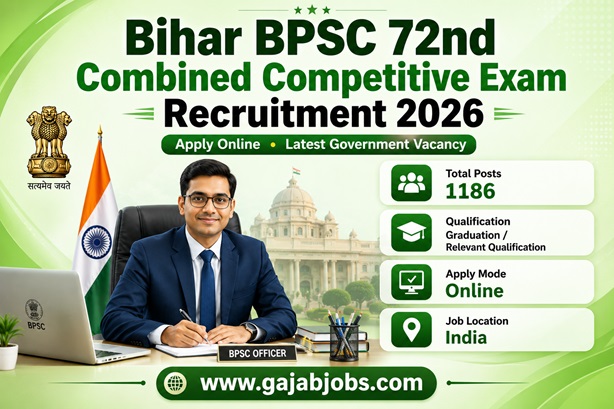 Bihar BPSC 72nd
Combined Competitive Exam
Recruitment 2026
Apply Online • Latest Government Vacancy
सत्यमेव जयते
Total Posts
1186
Qualification
Graduation /
Relevant Qualification
Apply Mode
Online
Job Location
India
BPSC
BPSC OFFICER
www.gajabjobs.com